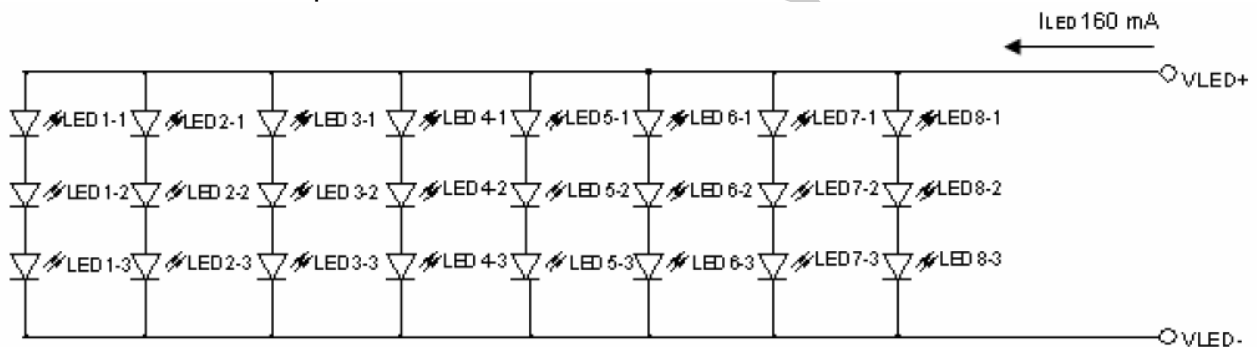 ILED 160 mA
VLED+
LED 1-1 LED 2-1 LED 3-1 LED 4-1 LED 5-1 LED 6-1 LED 7-1 LED 8-1
LED 1-2 LED 2-2 LED 3-2 LED 4-2 LED 5-2 LED 6-2 LED 7-2 LED 8-2
LED 1-3 LED 2-3 LED 3-3 LED 4-3 LED 5-3 LED 6-3 LED 7-3 LED 8-3
VLED-